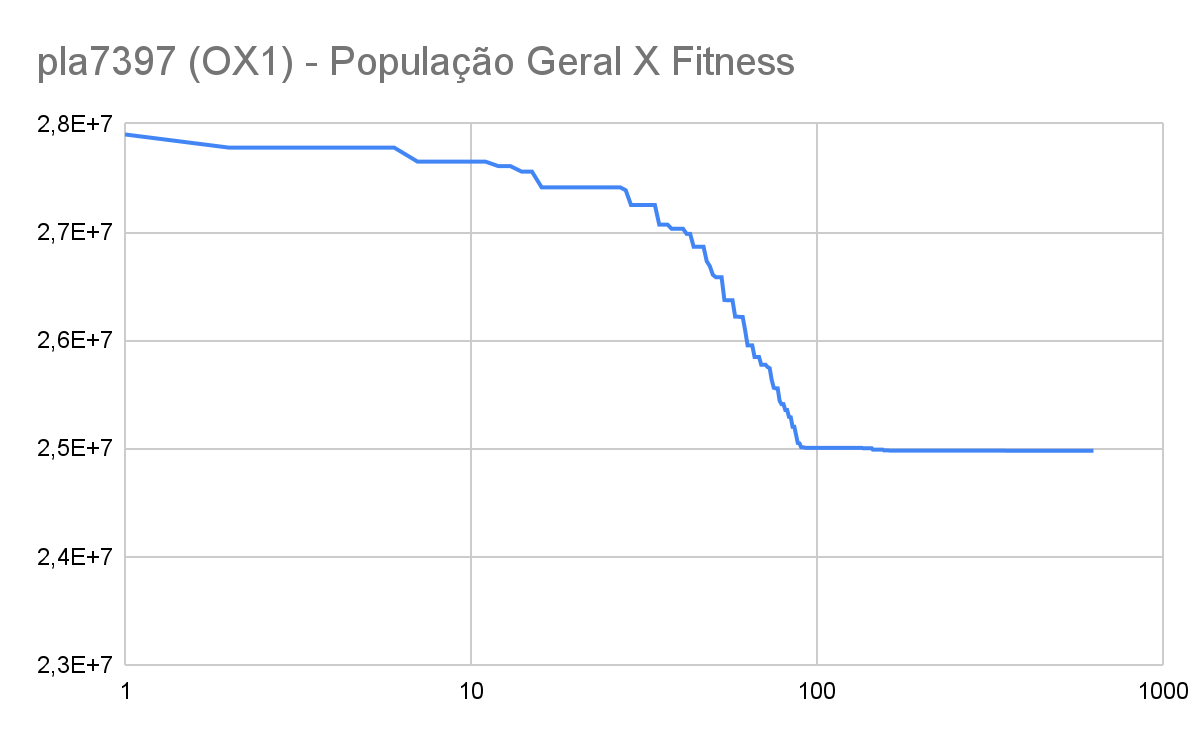 pla7397 (OX1) - População Geral X Fitness
2,8E+7
2,7E+7
2,6E+7
2,5E+7
2,4E+7
2,3E+7
1 10 100 1000